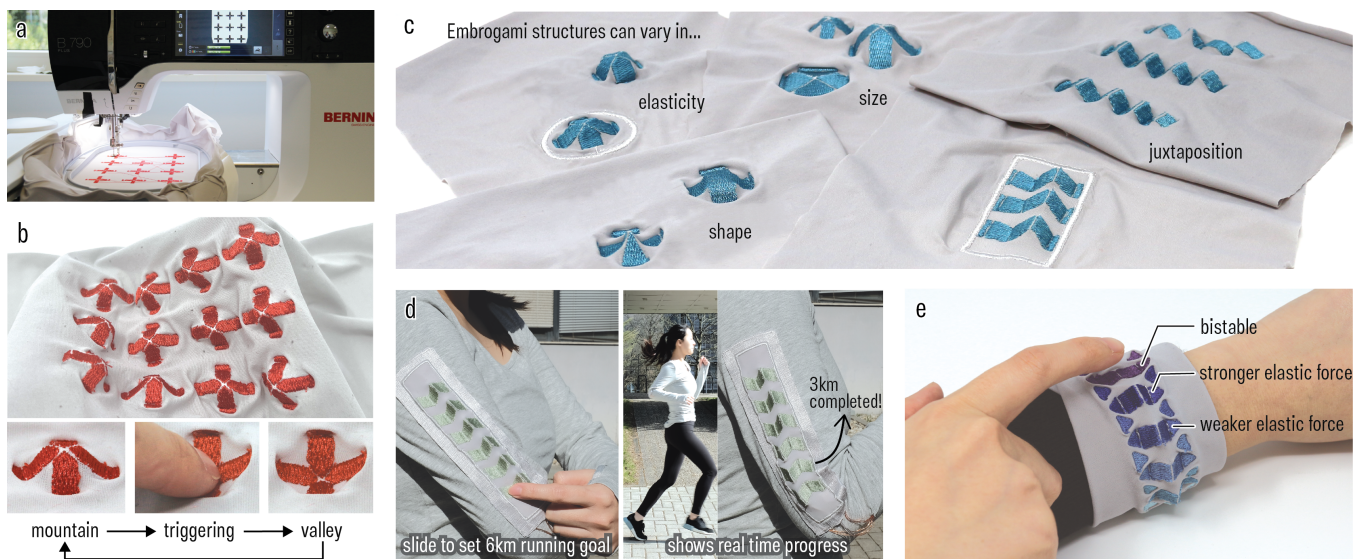 a
B 790
BERNIN
b
mountain
triggering
valley
c
Embrogami structures can vary in...
elasticity
size
juxtaposition
shape
d
slide to set 6km running goal
3km
completed!
shows real time progress
e
bistable
stronger elastic force
weaker elastic force